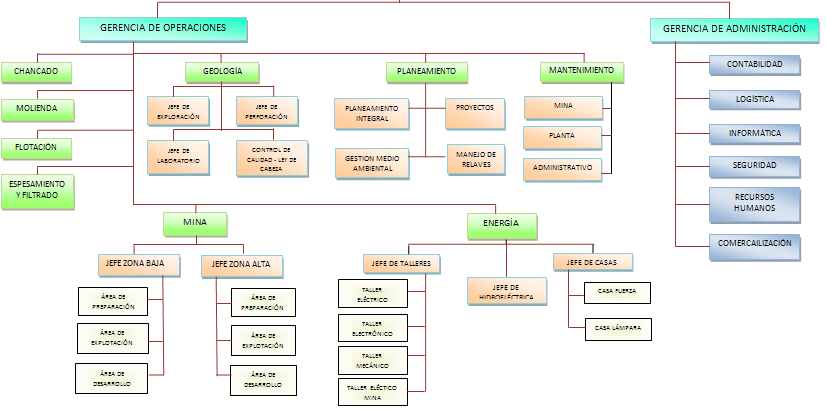 GERENCIA DE OPERACIONES
GERENCIA DE ADMINISTRACIÓN
CHANCADO
GEOLOGÍA
PLANEAMIENTO
MANTENIMIENTO
CONTABILIDAD
MOLIENDA
JEFE DE
EXPLORACIÓN
JEFE DE
PERFORACIÓN
PLANEAMIENTO
INTEGRAL
PROYECTOS
MINA
LOGÍSTICA
FLOTACIÓN
JEFE DE
LABORATORIO
CONTROL DE
CALIDAD - LEY DE
CABEZA
GESTION MEDIO
AMBIENTAL
MANEJO DE
RELAVES
PLANTA
INFORMÁTICA
ESPESAMIENTO
Y FILTRADO
ADMINISTRATIVO
SEGURIDAD
RECURSOS
HUMANOS
COMERCAILIZACIÓN
MINA
ENERGÍA
JEFE ZONA BAJA
JEFE ZONA ALTA
JEFE DE TALLERES
JEFE DE
HIDROELÉCTRICA
JEFE DE CASAS
ÁREA DE
PREPARACIÓN
ÁREA DE
EXPLOTACIÓN
ÁREA DE
DESARROLLO
ÁREA DE
PREPARACIÓN
ÁREA DE
EXPLOTACIÓN
ÁREA DE
DESARROLLO
TALLER
ELÉCTRICO
TALLER
ELECTRÓNICO
TALLER
MECÁNICO
TALLER ELÉCTICO
MINA
CASA FUERZA
CASA LÁMPARA